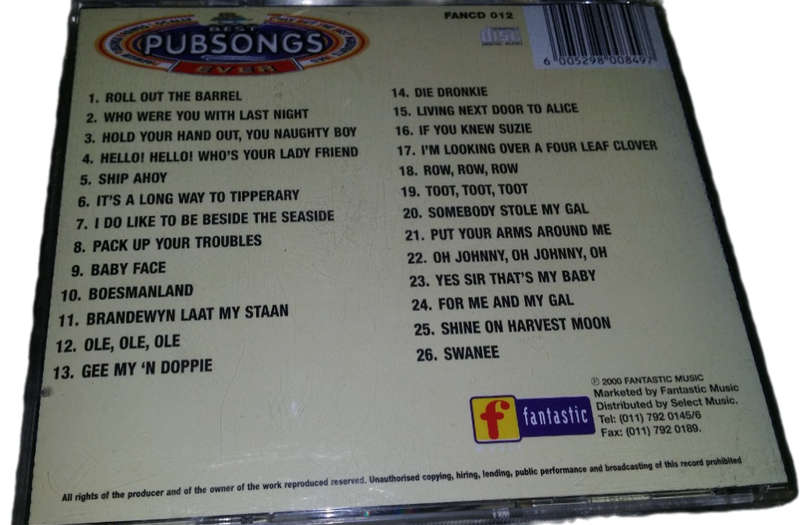 FANCD 012
BEST
PUBSONGS
EVER
6 005298 008497
1. ROLL OUT THE BARREL
2. WHO WERE YOU WITH LAST NIGHT
3. HOLD YOUR HAND OUT, YOU NAUGHTY BOY
4. HELLO! HELLO! WHO'S YOUR LADY FRIEND
5. SHIP AHOY
6. IT'S A LONG WAY TO TIPPERARY
7. I DO LIKE TO BE BESIDE THE SEASIDE
8. PACK UP YOUR TROUBLES
9. BABY FACE
10. BOESMANLAND
11. BRANDEWYN LAAT MY STAAN
12. OLE, OLE, OLE
13. GEE MY 'N DOPPIE
14. DIE DRONKIE
15. LIVING NEXT DOOR TO ALICE
16. IF YOU KNEW SUZIE
17. I'M LOOKING OVER A FOUR LEAF CLOVER
18. ROW, ROW, ROW
19. TOOT, TOOT, TOOT
20. SOMEBODY STOLE MY GAL
21. PUT YOUR ARMS AROUND ME
22. OH JOHNNY, OH JOHNNY, OH
23. YES SIR THAT'S MY BABY
24. FOR ME AND MY GAL
25. SHINE ON HARVEST MOON
26. SWANEE
f fantastic
℗ 2000 FANTASTIC MUSIC
Marketed by Fantastic Music
Distributed by Select Music.
Tel: (011) 792 0145/6
Fax: (011) 792 0189.
All rights of the producer and of the owner of the work reproduced reserved. Unauthorised copying, hiring, lending, public performance and broadcasting of this record prohibited